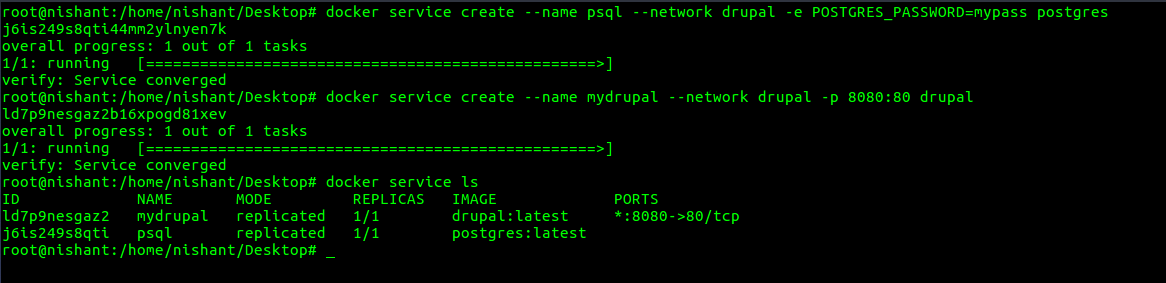 root@nishant:/home/nishant/Desktop# docker service create --name psql --network drupal -e POSTGRES_PASSWORD=mypass postgres
j6is249s8qti44mm2ylnyen7k
overall progress: 1 out of 1 tasks
1/1: running   [==================================================>]
verify: Service converged
root@nishant:/home/nishant/Desktop# docker service create --name mydrupal --network drupal -p 8080:80 drupal
ld7p9nesgaz2b16xpogd81xev
overall progress: 1 out of 1 tasks
1/1: running   [==================================================>]
verify: Service converged
root@nishant:/home/nishant/Desktop# docker service ls
ID             NAME       MODE         REPLICAS   IMAGE             PORTS
ld7p9nesgaz2   mydrupal   replicated   1/1        drupal:latest     *:8080->80/tcp
j6is249s8qti   psql       replicated   1/1        postgres:latest
root@nishant:/home/nishant/Desktop# _